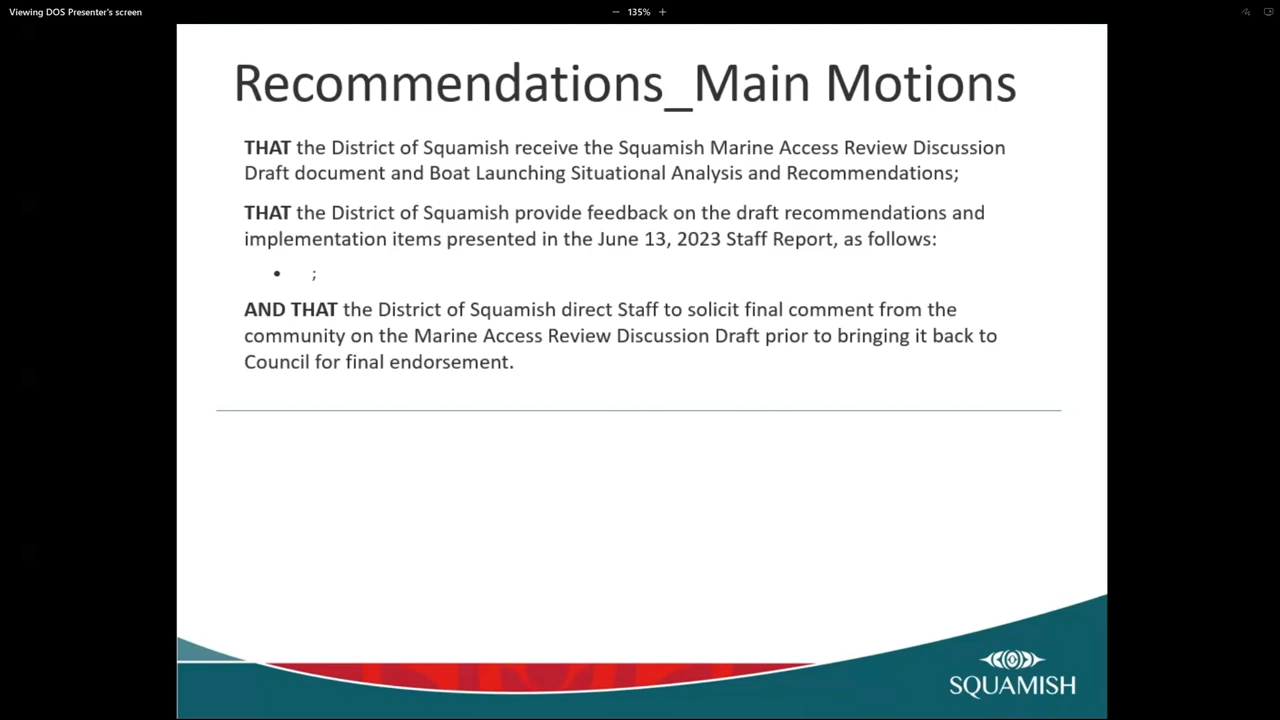 Viewing DOS Presenter's screen
− 135% +
Recommendations_Main Motions
THAT the District of Squamish receive the Squamish Marine Access Review Discussion
Draft document and Boat Launching Situational Analysis and Recommendations;
THAT the District of Squamish provide feedback on the draft recommendations and
implementation items presented in the June 13, 2023 Staff Report, as follows:
• ;
AND THAT the District of Squamish direct Staff to solicit final comment from the
community on the Marine Access Review Discussion Draft prior to bringing it back to
Council for final endorsement.
SQUAMISH